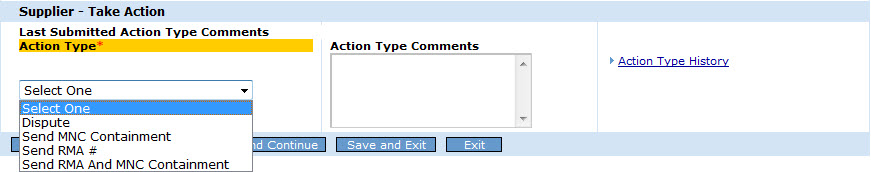 Supplier - Take Action
Last Submitted Action Type Comments
Action Type*
Action Type Comments
Action Type History
Select One
Select One
Dispute
Send MNC Containment
Send RMA #
Send RMA And MNC Containment
Continue
Save and Exit
Exit